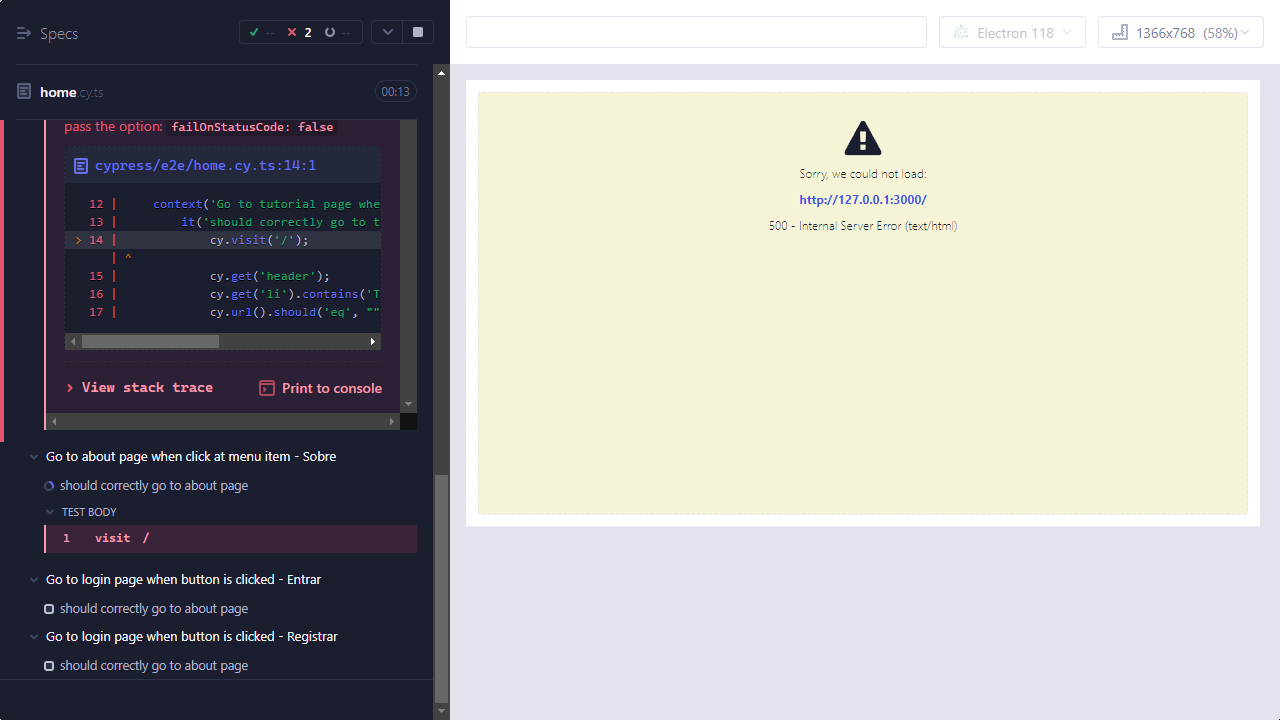 Specs
-- 2 --
home.cy.ts
00:13
pass the option: failOnStatusCode: false
cypress/e2e/home.cy.ts:14:1
12 | context('Go to tutorial page whe
13 | it('should correctly go to t
> 14 | cy.visit('/');
| ^
15 | cy.get('header');
16 | cy.get('li').contains('T
17 | cy.url().should('eq', ""
View stack trace
Print to console
Go to about page when click at menu item - Sobre
should correctly go to about page
TEST BODY
1 visit /
Go to login page when button is clicked - Entrar
should correctly go to about page
Go to login page when button is clicked - Registrar
should correctly go to about page
Electron 118
1366x768 (58%)
Sorry, we could not load:
http://127.0.0.1:3000/
500 - Internal Server Error (text/html)